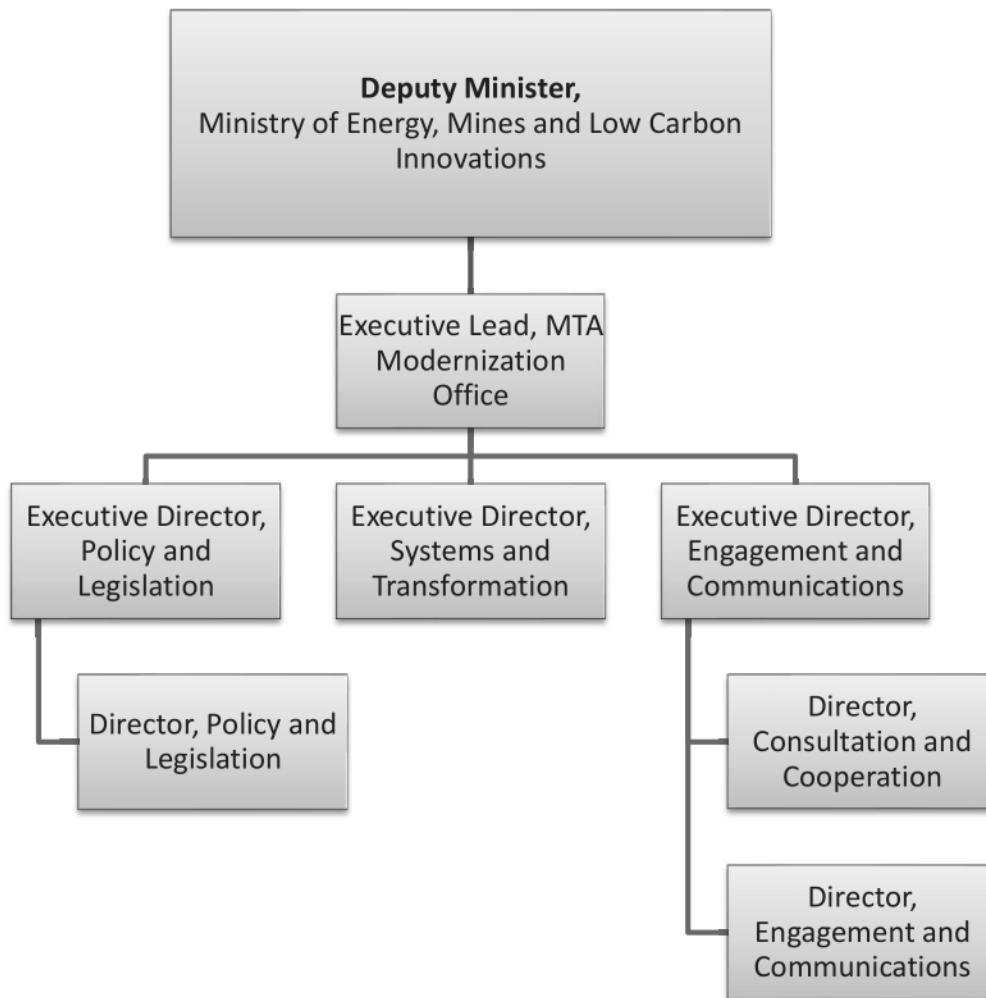 Deputy Minister,
Ministry of Energy, Mines and Low Carbon
Innovations
Executive Lead, MTA
Modernization
Office
Executive Director,
Policy and
Legislation
Executive Director,
Systems and
Transformation
Executive Director,
Engagement and
Communications
Director, Policy and
Legislation
Director,
Consultation and
Cooperation
Director,
Engagement and
Communications